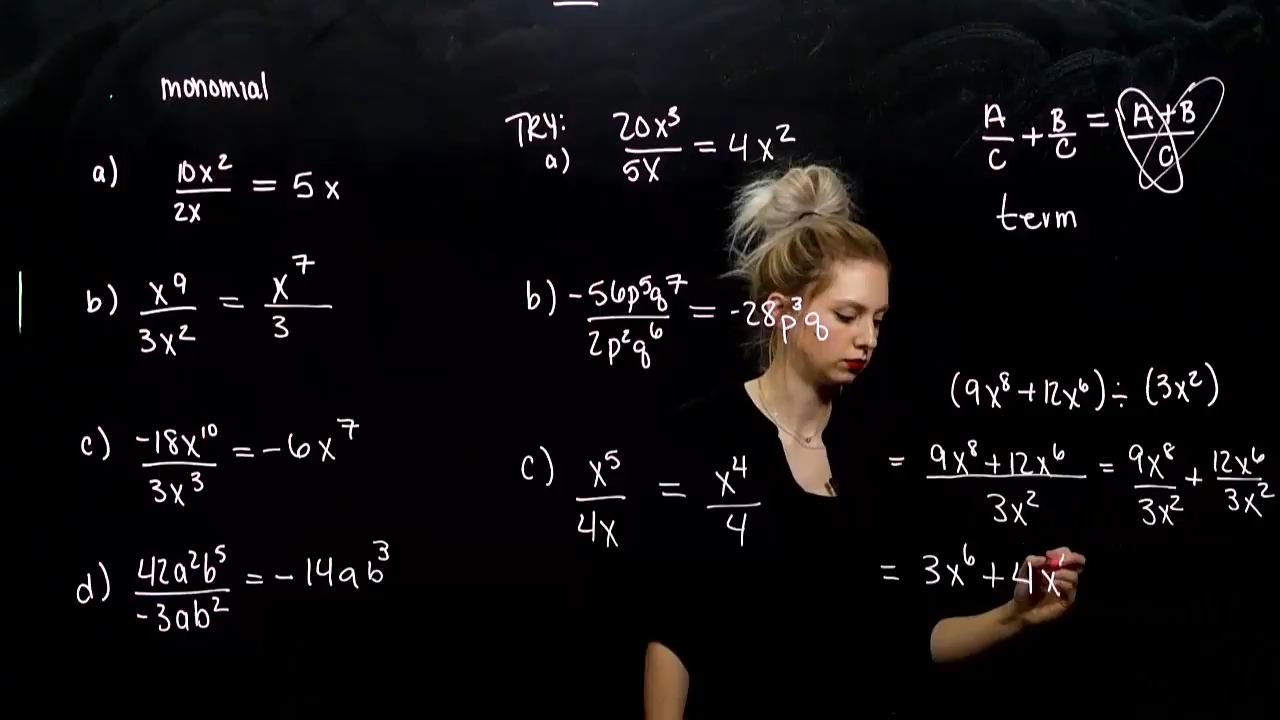 monomial
a) 10x²/2x = 5x
b) x⁹/3x² = x⁷/3
c) -18x¹⁰/3x³ = -6x⁷
d) 42a²b⁵/-3ab² = -14ab³
TRY:
a) 20x³/5x = 4x²
b) -56p⁵q⁷/2p²q⁶ = -28p³q
c) x⁵/4x = x⁴/4
A/C + B/C = A+B/C
term
(9x⁸+12x⁶) ÷ (3x²)
= 9x⁸+12x⁶/3x² = 9x⁸/3x² + 12x⁶/3x²
= 3x⁶ + 4x